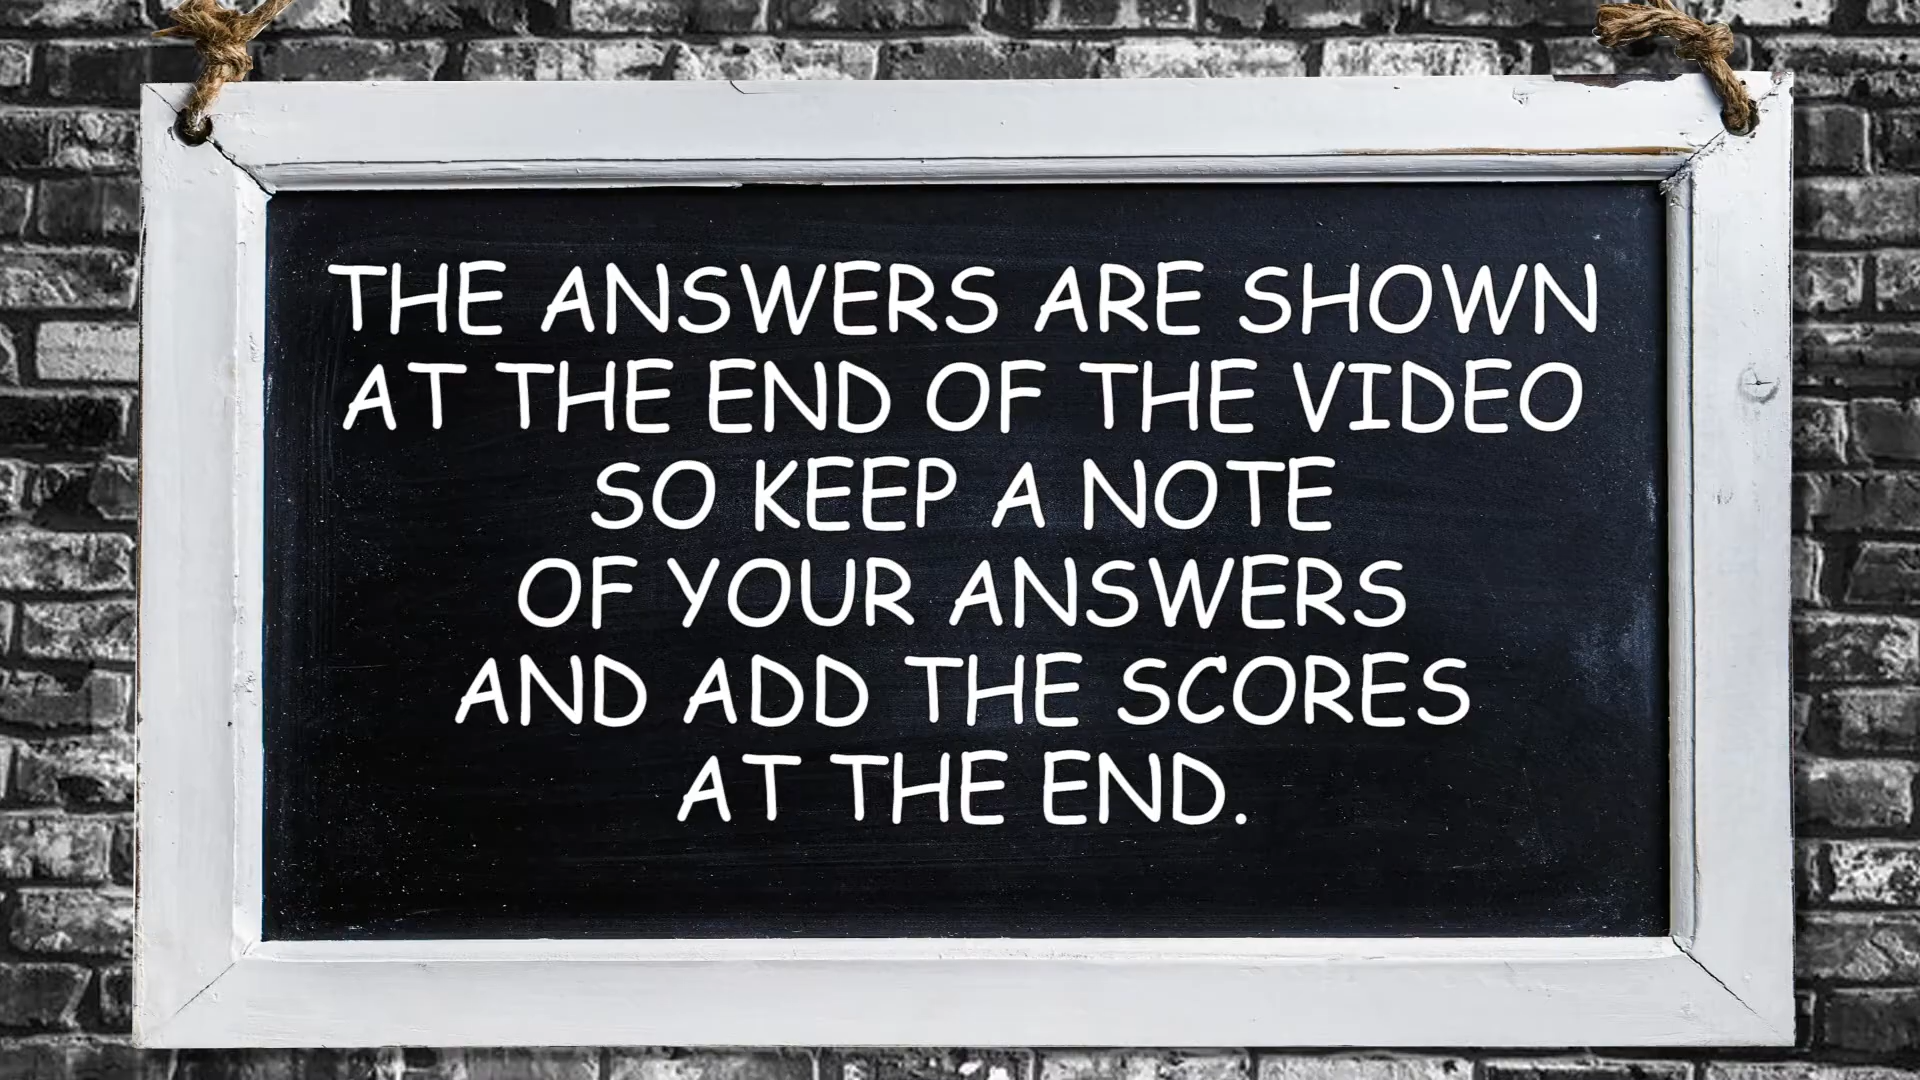 THE ANSWERS ARE SHOWN
AT THE END OF THE VIDEO
SO KEEP A NOTE
OF YOUR ANSWERS
AND ADD THE SCORES
AT THE END.